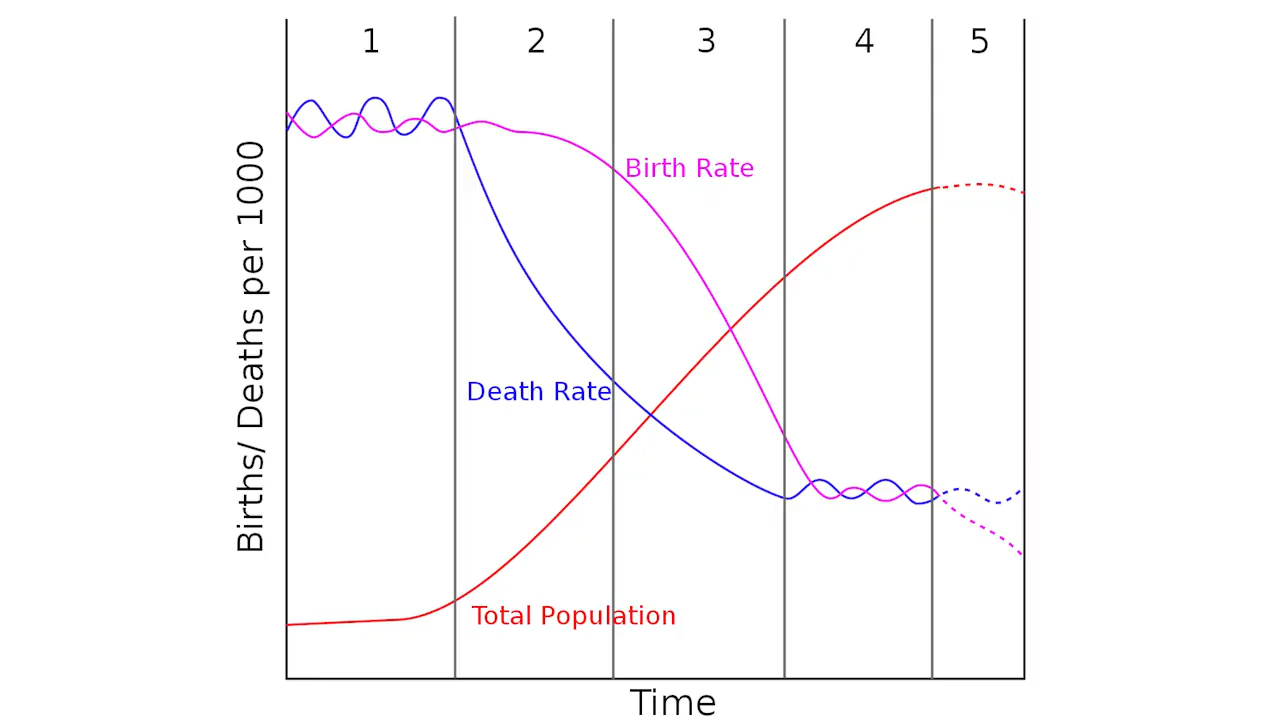 1
2
3
4
5
Birth Rate
Death Rate
Total Population
Births/ Deaths per 1000
Time